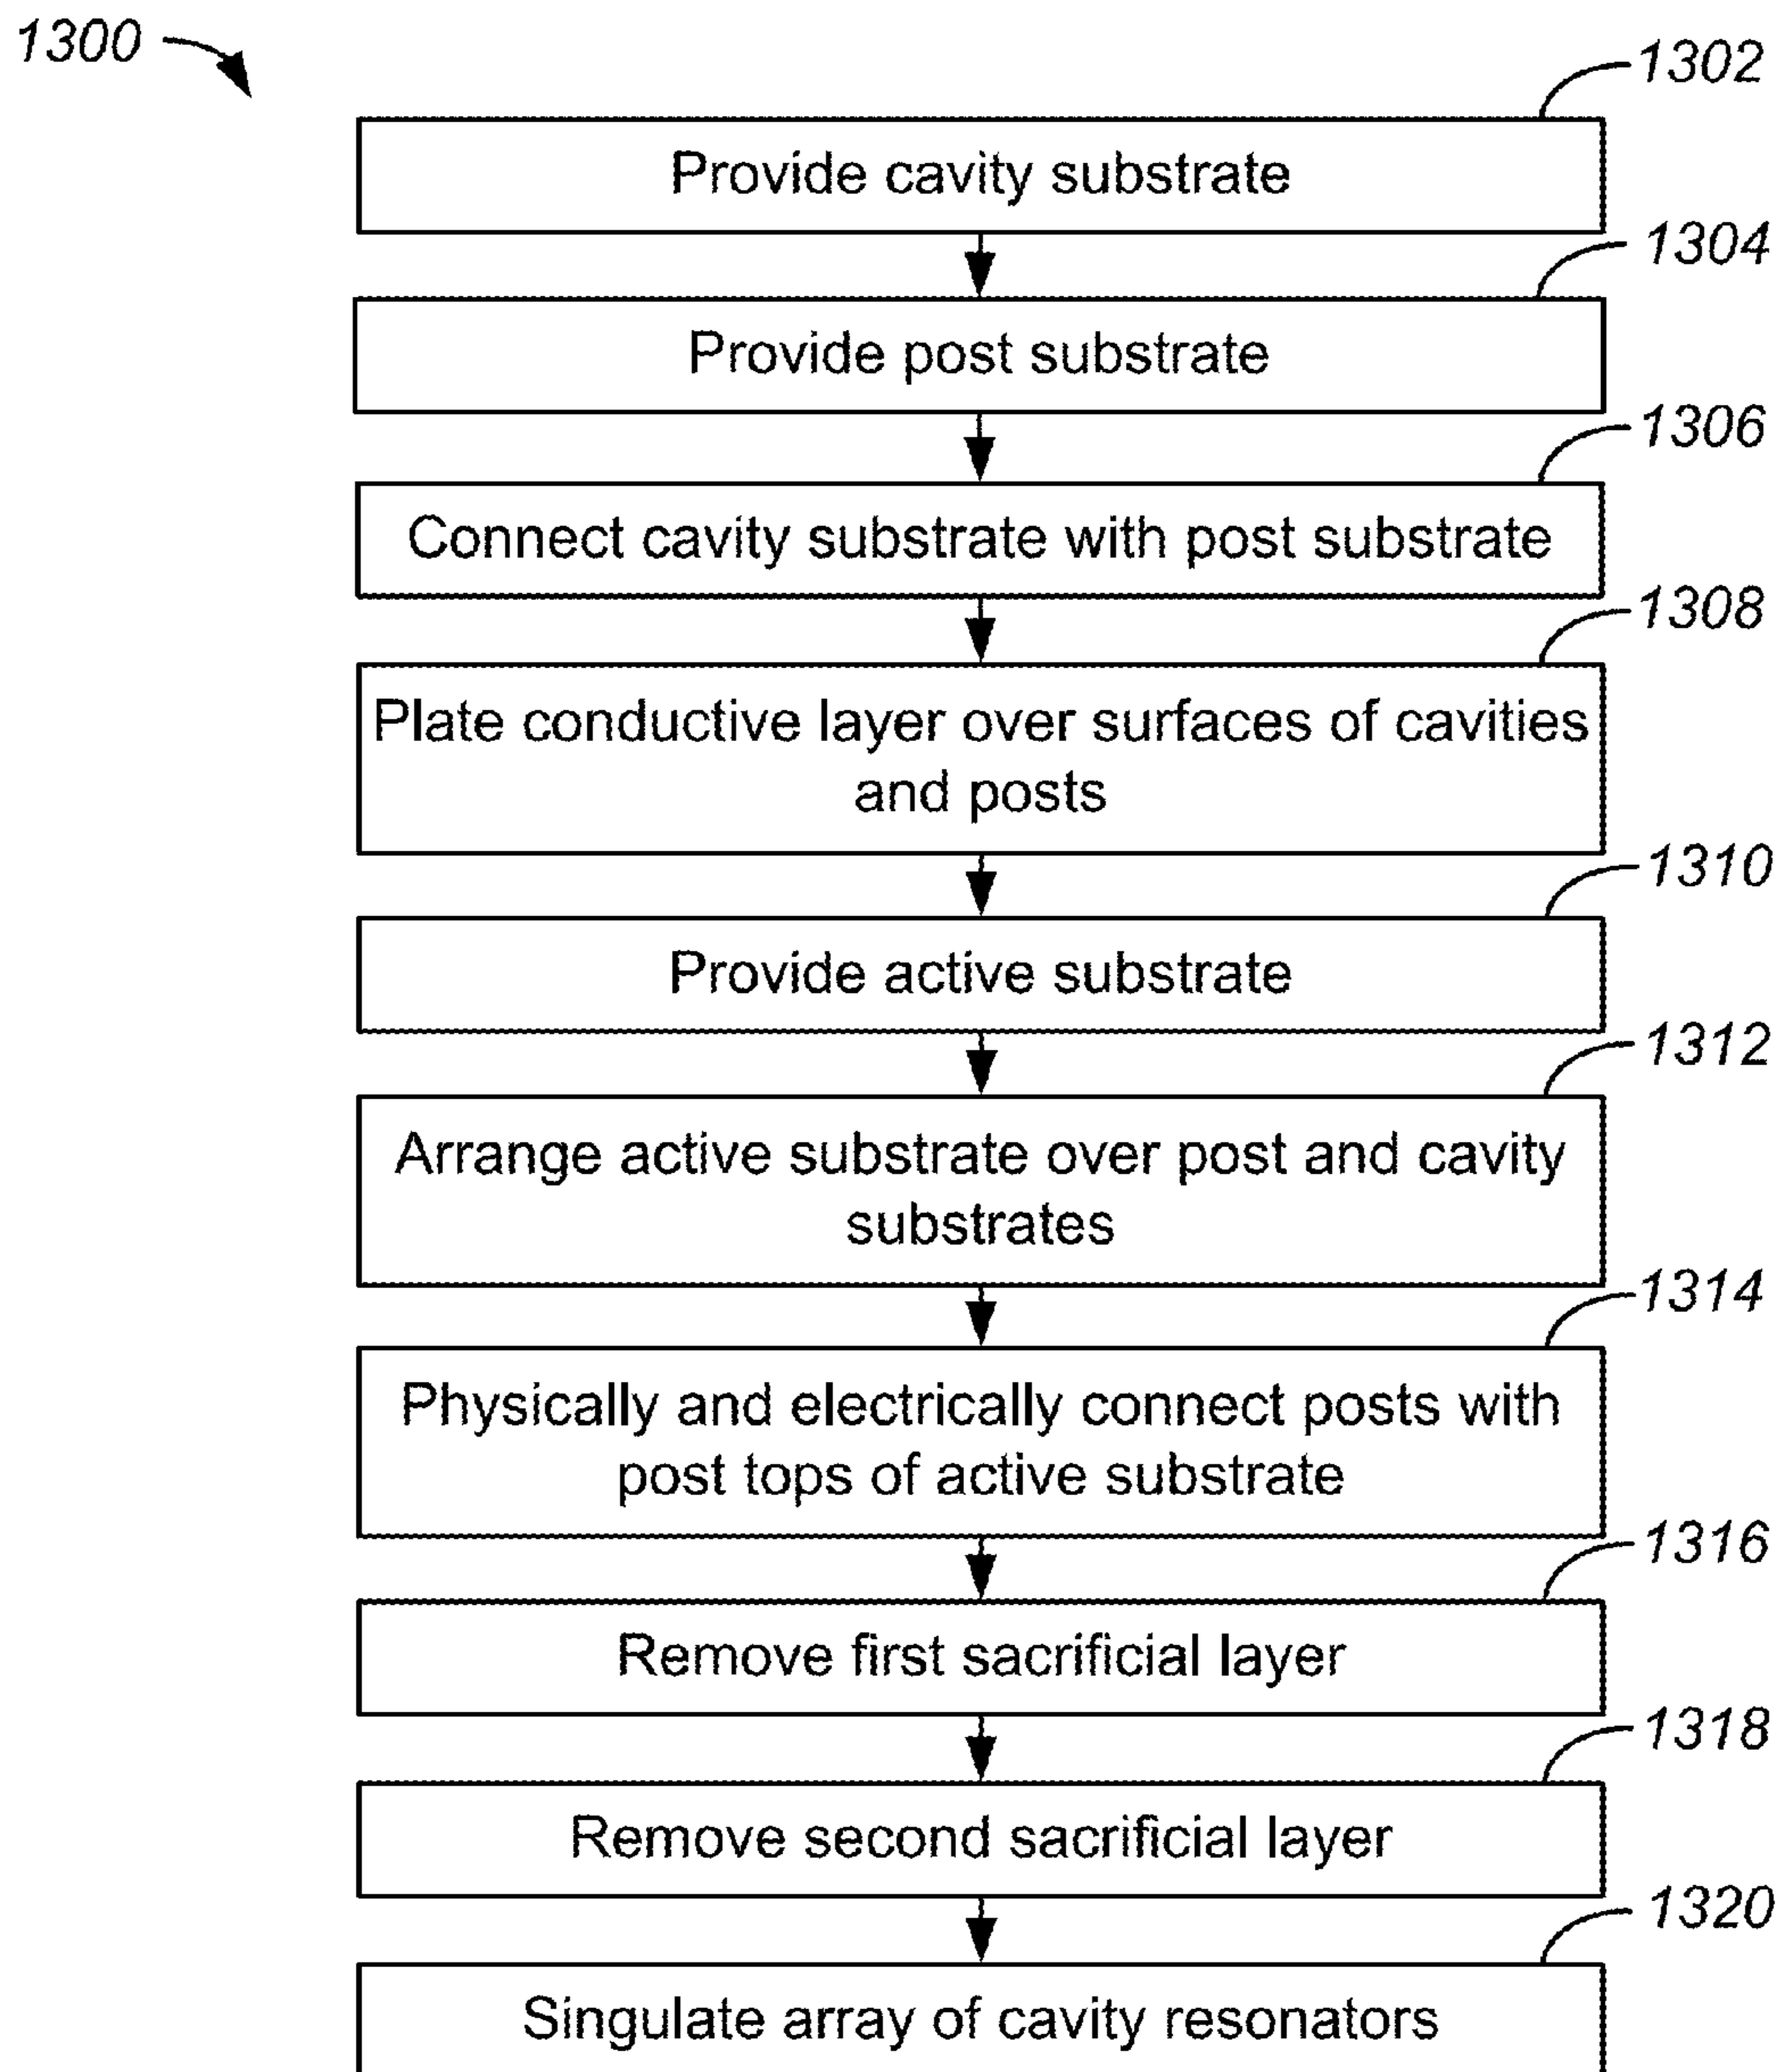 1300
1302
Provide cavity substrate
1304
Provide post substrate
1306
Connect cavity substrate with post substrate
1308
Plate conductive layer over surfaces of cavities
and posts
1310
Provide active substrate
1312
Arrange active substrate over post and cavity
substrates
1314
Physically and electrically connect posts with
post tops of active substrate
1316
Remove first sacrificial layer
1318
Remove second sacrificial layer
1320
Singulate array of cavity resonators